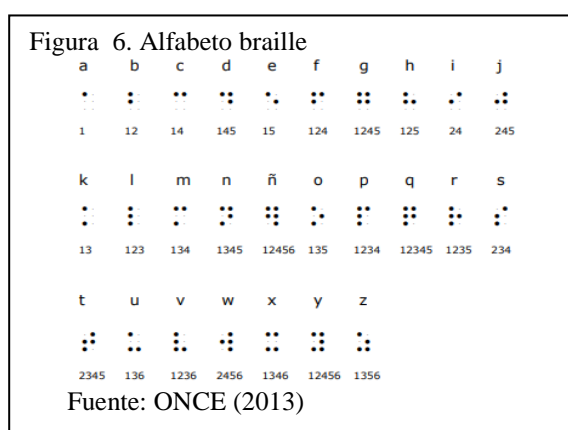 Figura 6. Alfabeto braille
a b c d e f g h i j
⠁ ⠃ ⠉ ⠙ ⠑ ⠋ ⠛ ⠓ ⠊ ⠚
1 12 14 145 15 124 1245 125 24 245
k l m n ñ o p q r s
⠅ ⠇ ⠍ ⠝ ⠻ ⠕ ⠏ ⠟ ⠗ ⠎
13 123 134 1345 12456 135 1234 12345 1235 234
t u v w x y z
⠞ ⠥ ⠧ ⠺ ⠭ ⠽ ⠵
2345 136 1236 2456 1346 12456 1356
Fuente: ONCE (2013)